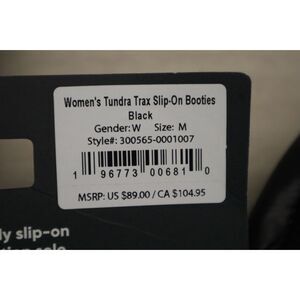 Women's Tundra Trax Slip-On Booties
Black
Gender: W Size: M
Style#: 300565-0001007
1 96773 00681 0
MSRP: US $89.00 / CA $104.95
ly slip-on